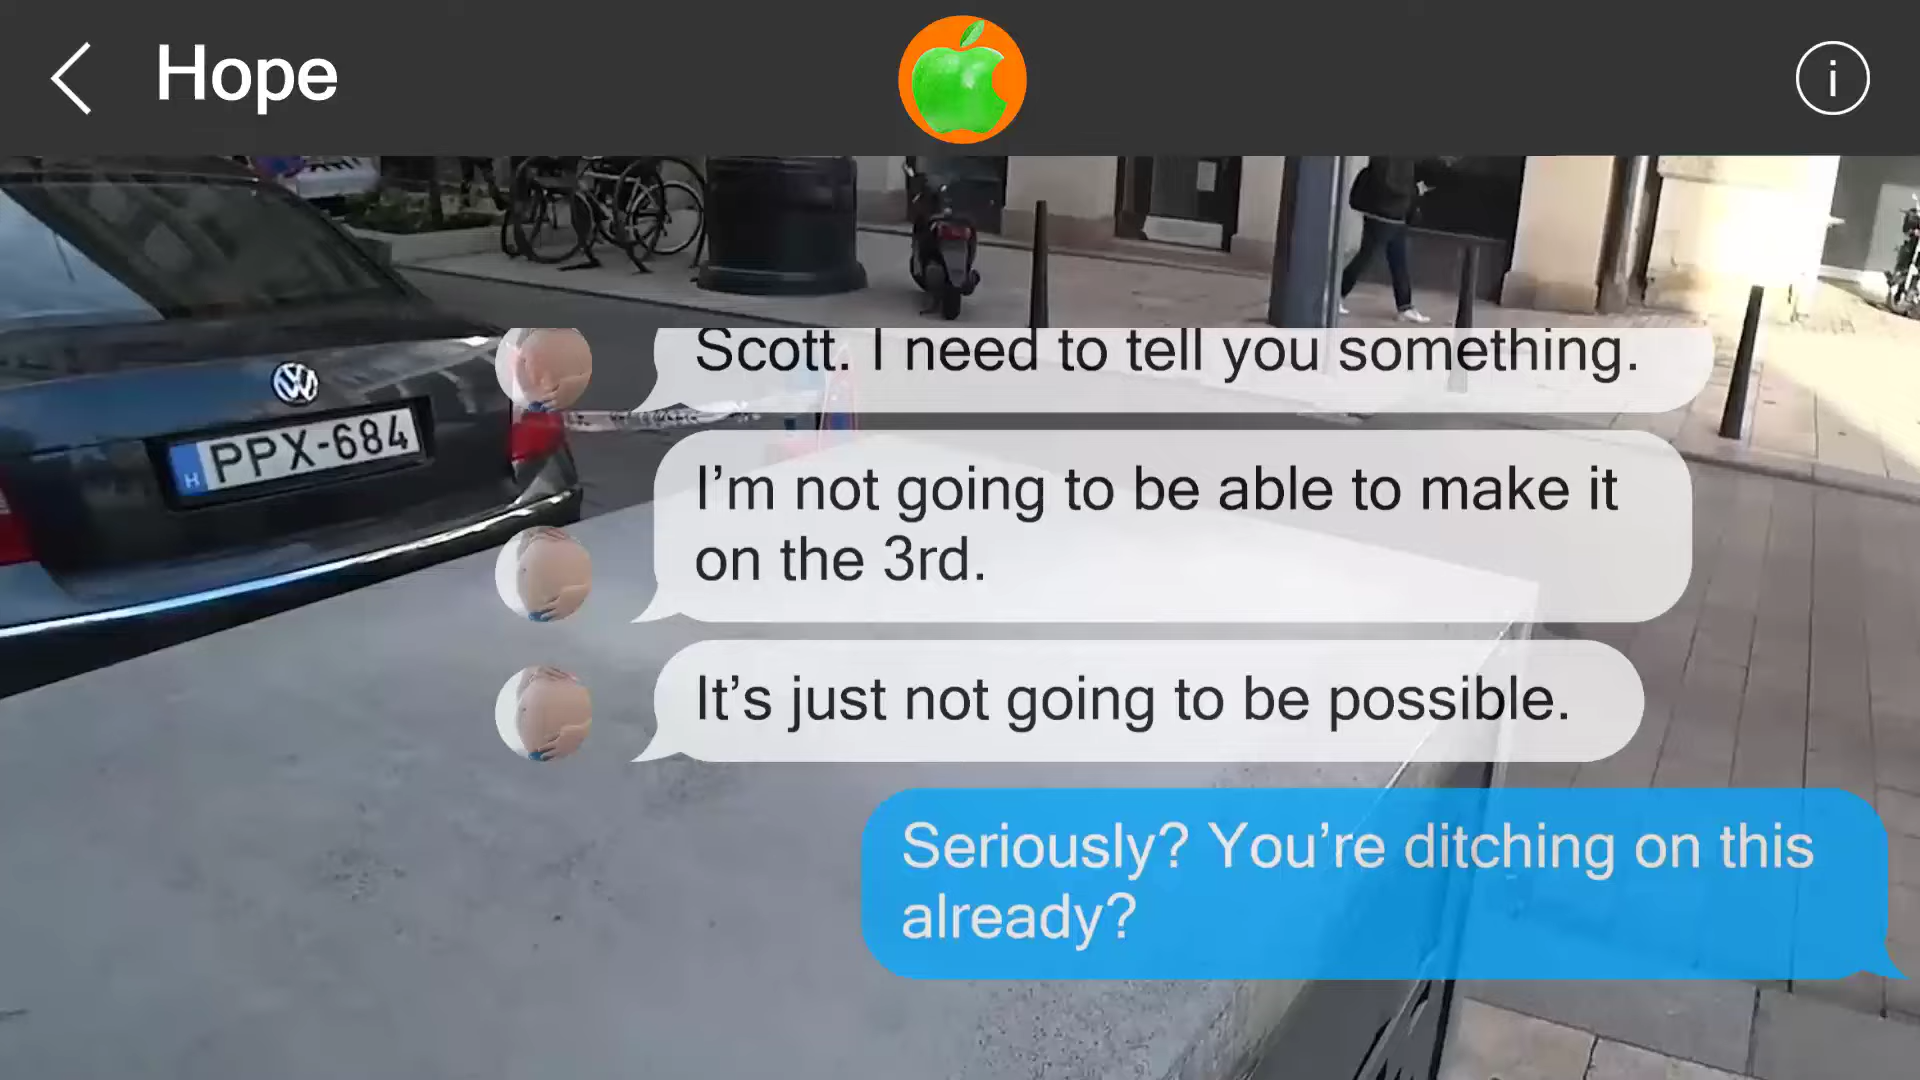 Hope
i
Scott. I need to tell you something.
PPX-684
H
I’m not going to be able to make it
on the 3rd.
It’s just not going to be possible.
Seriously? You’re ditching on this
already?